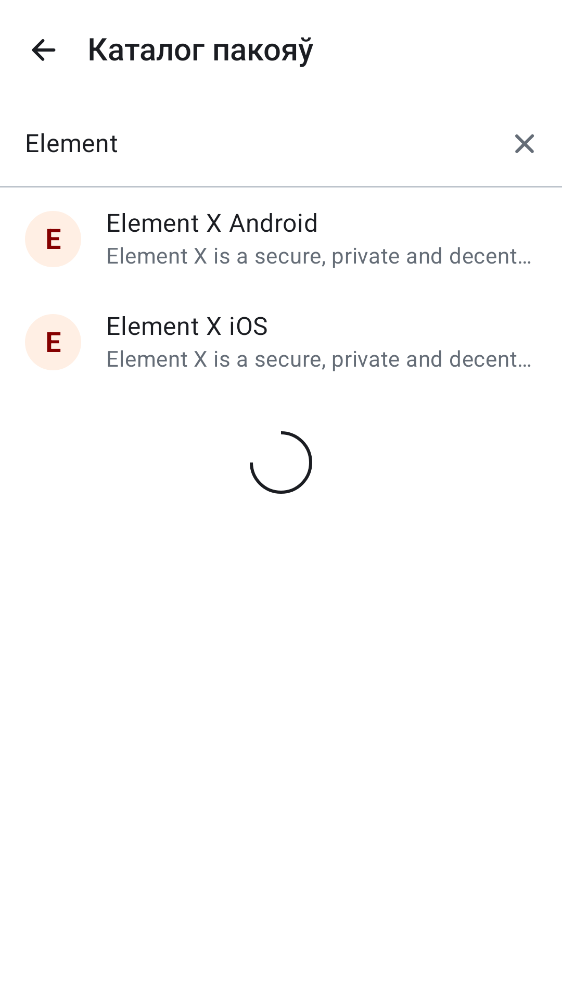 Каталог пакояў
Element
E
Element X Android
Element X is a secure, private and decent…
E
Element X iOS
Element X is a secure, private and decent…